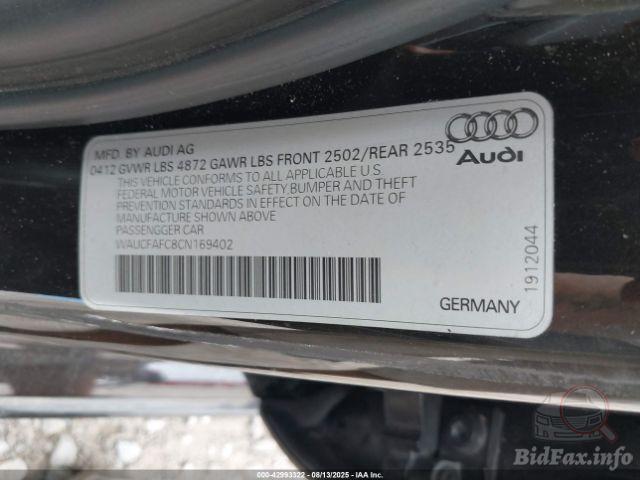 MFD. BY AUDI AG
0412 GVWR LBS 4872 GAWR LBS FRONT 2502/REAR 2535
THIS VEHICLE CONFORMS TO ALL APPLICABLE U.S.
FEDERAL MOTOR VEHICLE SAFETY, BUMPER AND THEFT
PREVENTION STANDARDS IN EFFECT ON THE DATE OF
MANUFACTURE SHOWN ABOVE
PASSENGER CAR
WAUCFAFC8CN169402
Audi
1912044
GERMANY
000-42993322 - 08/13/2025 - IAA Inc.
BidFax.info